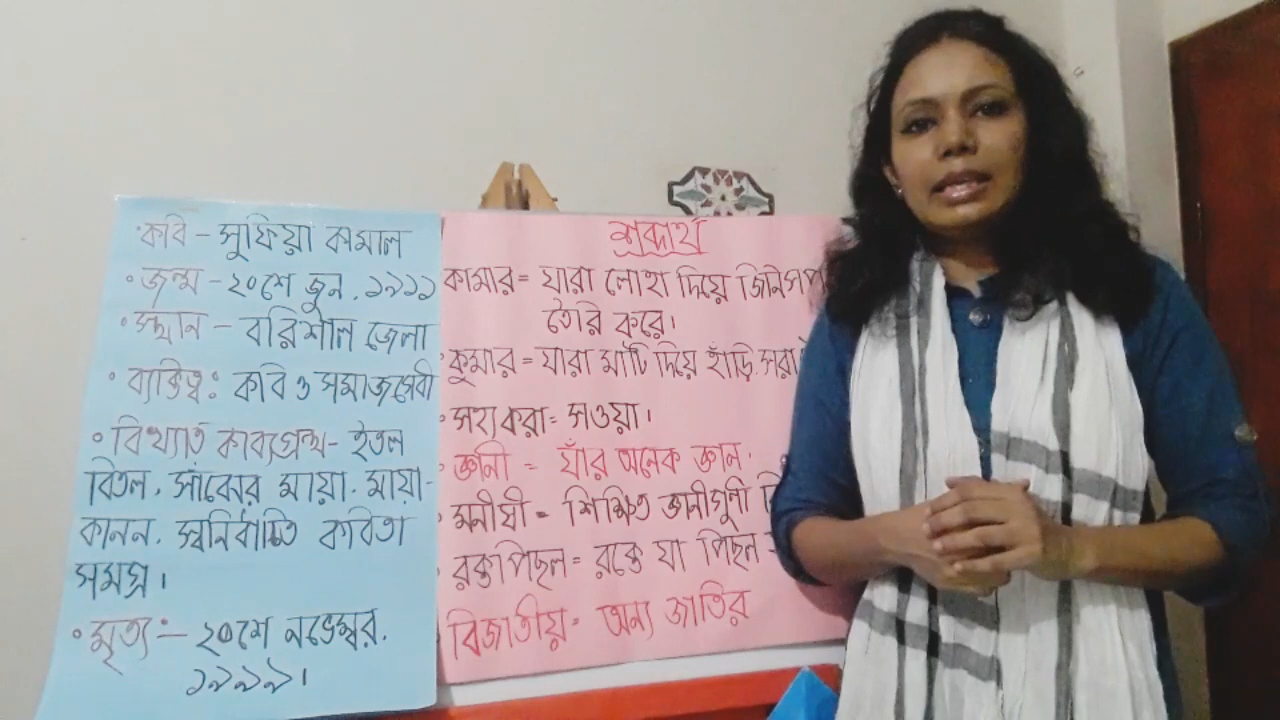 কবি - সুফিয়া কামাল
• জন্ম - ২০শে জুন, ১৯১১
• স্থান - বরিশাল জেলা
• ব্যক্তিত্ব ঃ কবি ও সমাজসেবী
• বিখ্যাত কাব্যগ্রন্থ - ইতল
বিতল, সাঁঝের মায়া, মায়া-
কানন, স্বনির্বাচিত কবিতা
সমগ্র।
• মৃত্যু - ২০শে নভেম্বর,
১৯৯৯।
শব্দার্থ
কামার = যারা লোহা দিয়ে জিনিসপ
তৈরি করে।
• কুমার = যারা মাটি দিয়ে হাঁড়ি, সরা
• সহ্য করা = সওয়া।
• জ্ঞানী = যাঁর অনেক জ্ঞান।
• মনীষী = শিক্ষিত জ্ঞানীগুণী
• রক্তপিছল = রক্তে যা পিছল
বিজাতীয় = অন্য জাতির